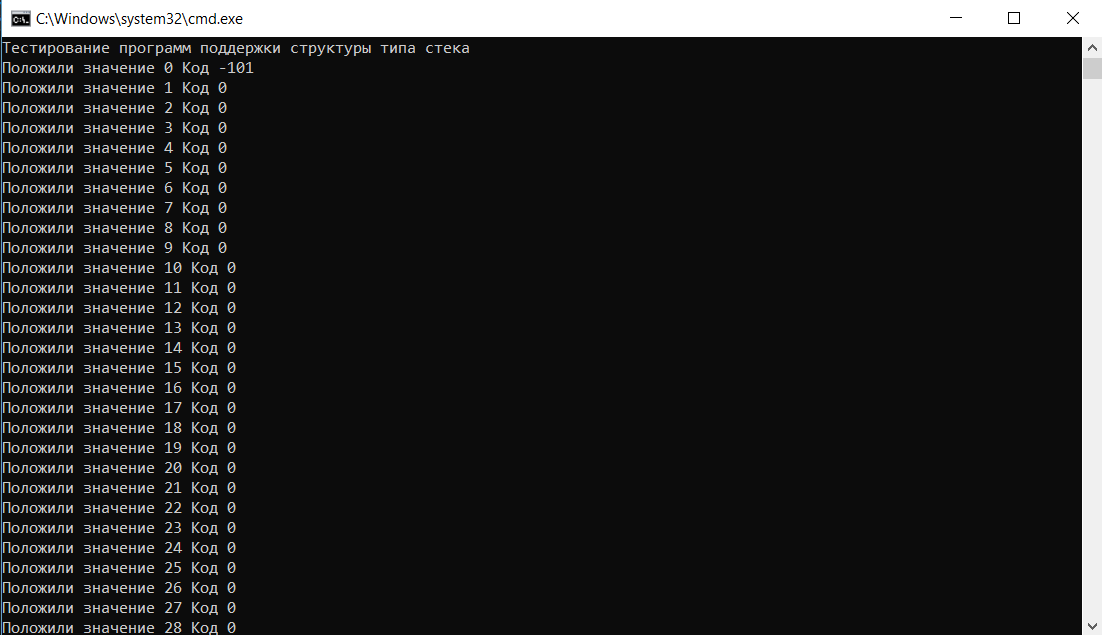 C:\Windows\system32\cmd.exe
Тестирование программ поддержки структуры типа стека
Положили значение 0 Код -101
Положили значение 1 Код 0
Положили значение 2 Код 0
Положили значение 3 Код 0
Положили значение 4 Код 0
Положили значение 5 Код 0
Положили значение 6 Код 0
Положили значение 7 Код 0
Положили значение 8 Код 0
Положили значение 9 Код 0
Положили значение 10 Код 0
Положили значение 11 Код 0
Положили значение 12 Код 0
Положили значение 13 Код 0
Положили значение 14 Код 0
Положили значение 15 Код 0
Положили значение 16 Код 0
Положили значение 17 Код 0
Положили значение 18 Код 0
Положили значение 19 Код 0
Положили значение 20 Код 0
Положили значение 21 Код 0
Положили значение 22 Код 0
Положили значение 23 Код 0
Положили значение 24 Код 0
Положили значение 25 Код 0
Положили значение 26 Код 0
Положили значение 27 Код 0
Положили значение 28 Код 0